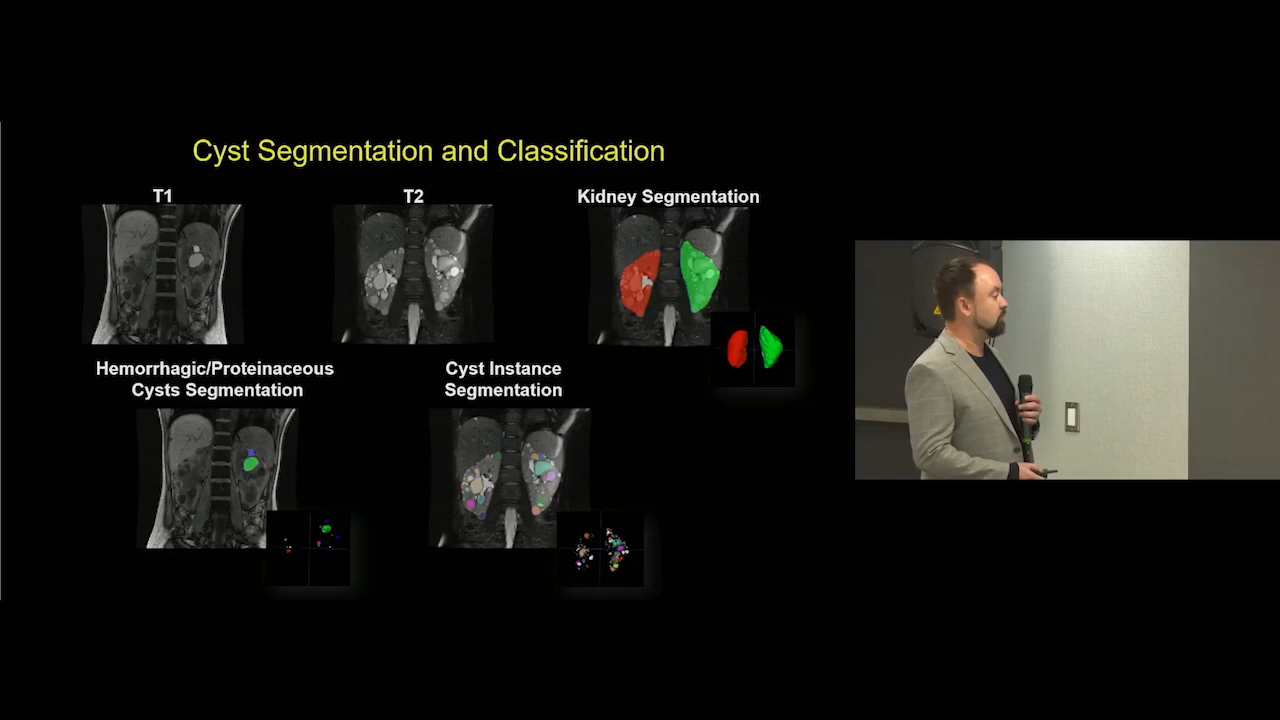 Cyst Segmentation and Classification
T1
T2
Kidney Segmentation
Hemorrhagic/Proteinaceous
Cysts Segmentation
Cyst Instance
Segmentation